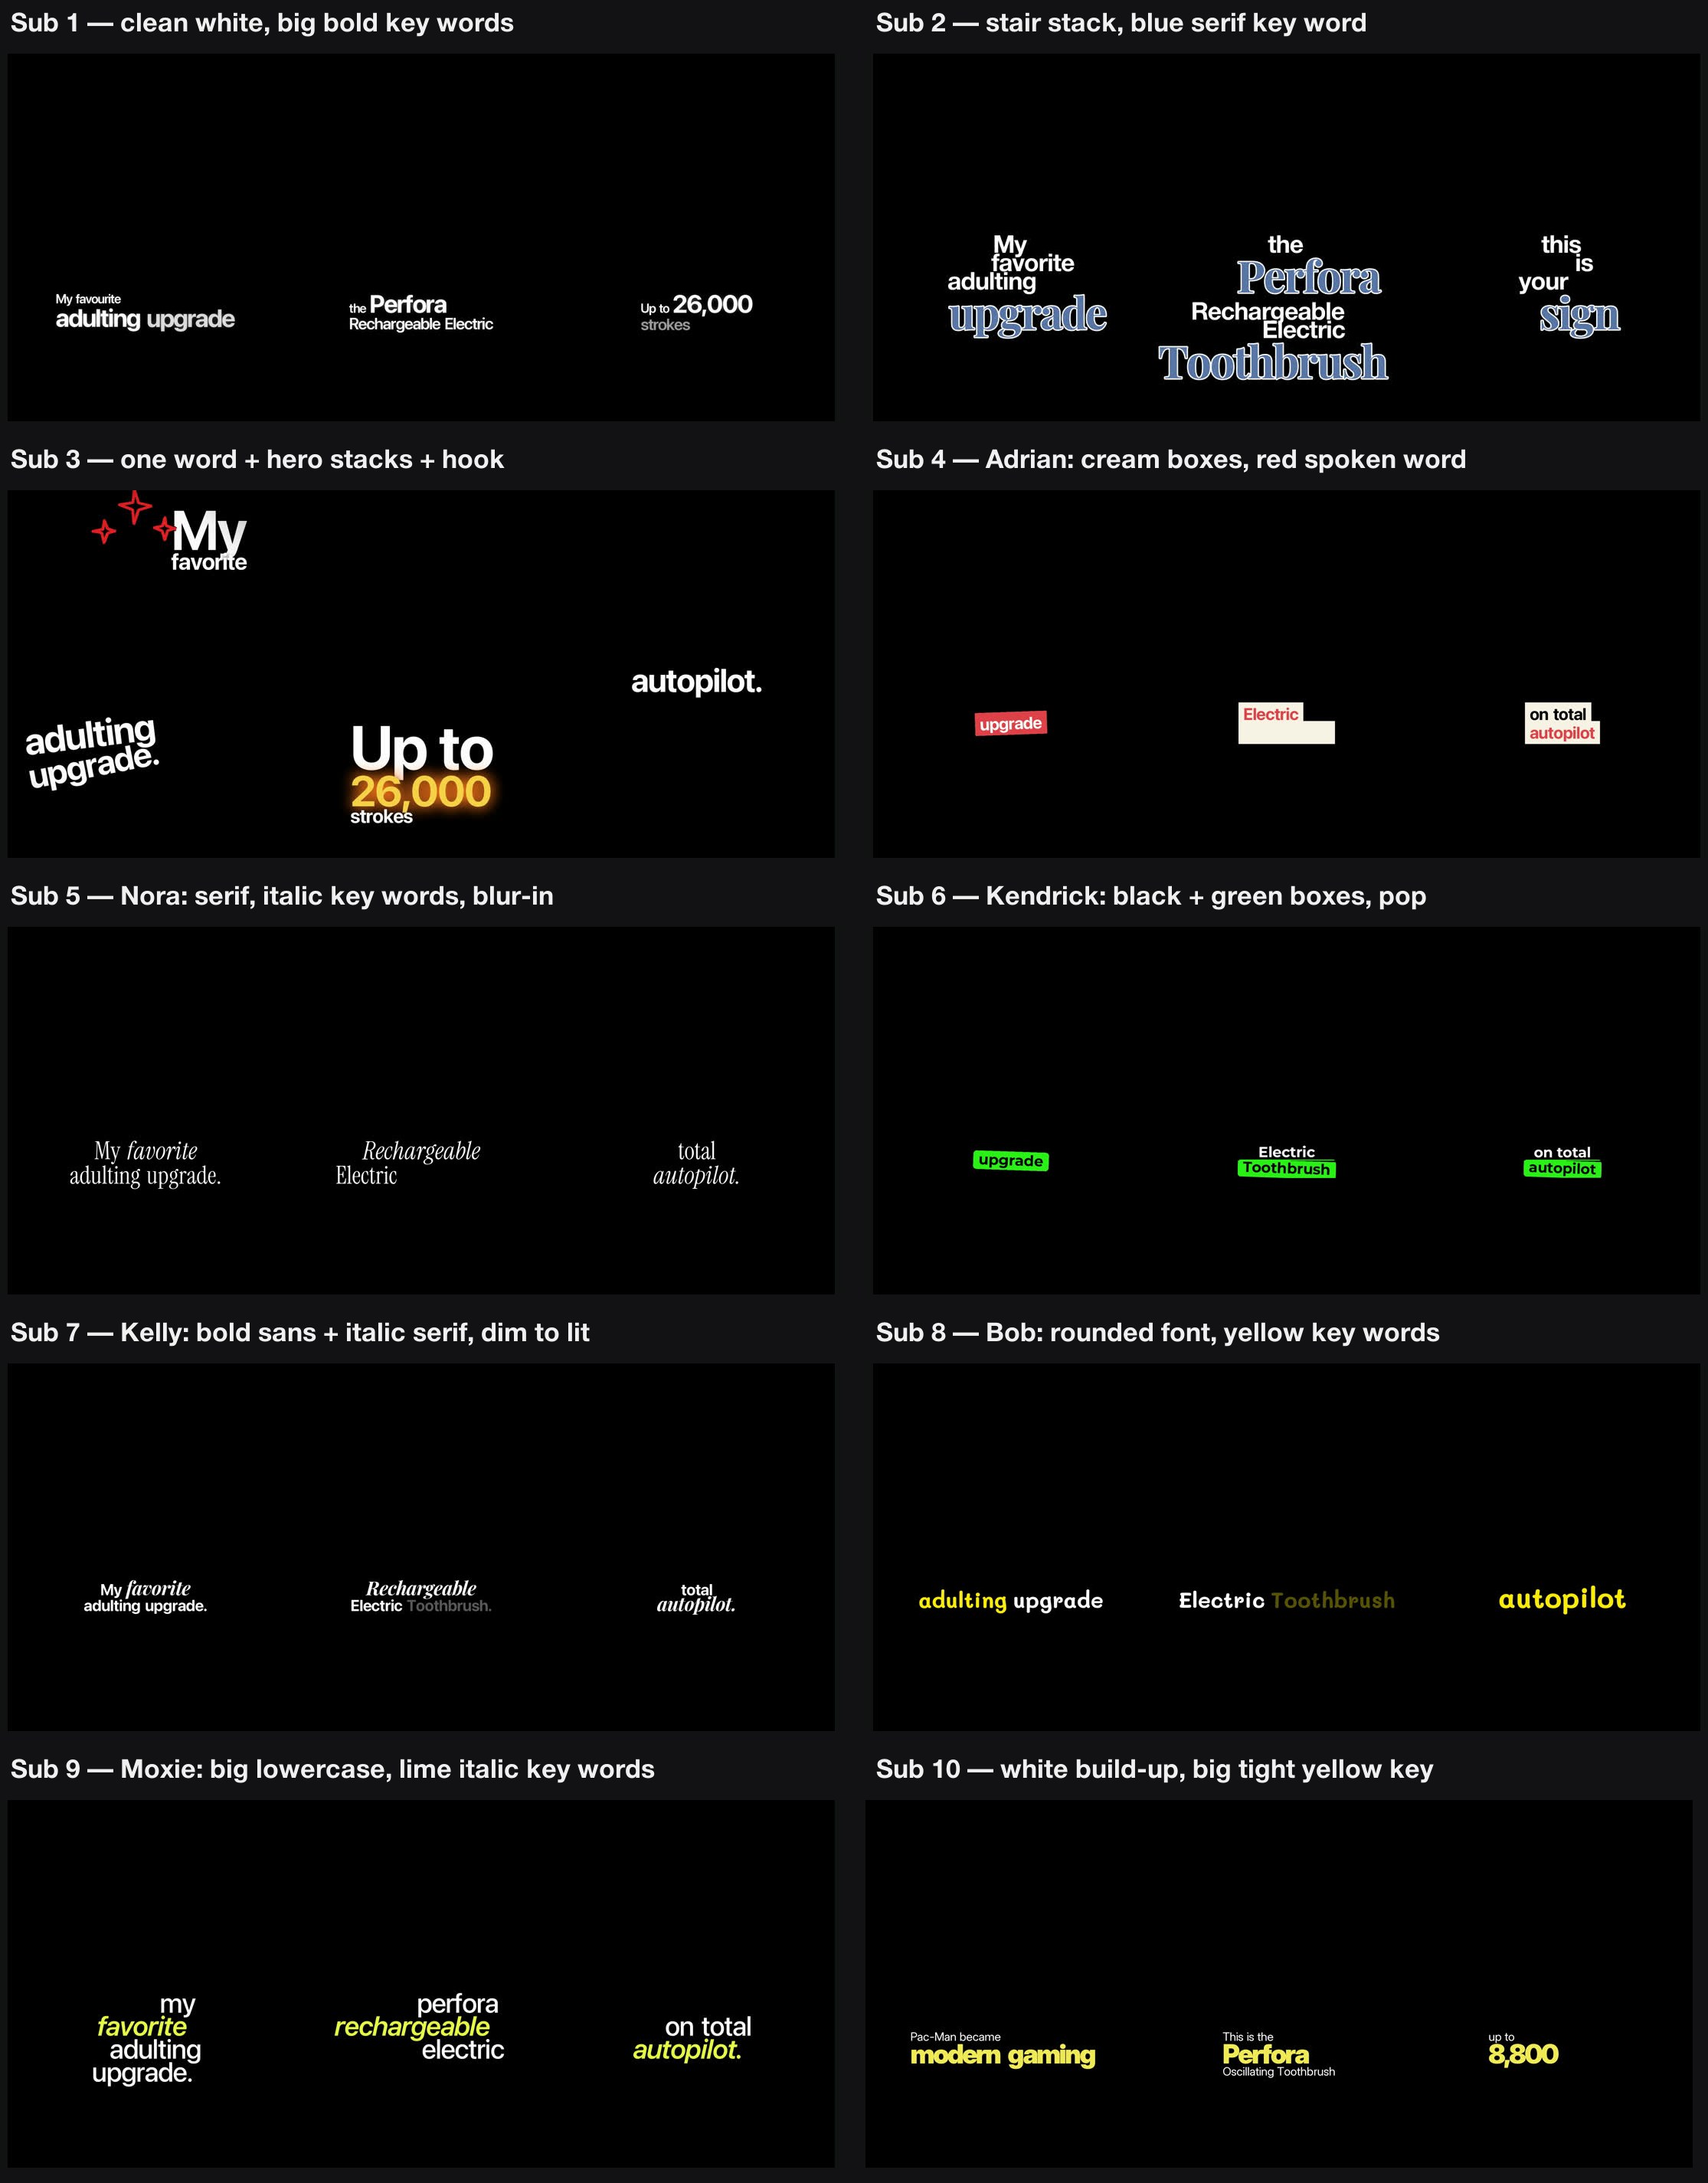 Sub 1 — clean white, big bold key words
My favourite
adulting upgrade
the Perfora
Rechargeable Electric
Up to 26,000
strokes
Sub 2 — stair stack, blue serif key word
My
favorite
adulting
upgrade
the
Perfora
Rechargeable
Electric
Toothbrush
this
is
your
sign
Sub 3 — one word + hero stacks + hook
My
favorite
adulting
upgrade.
Up to
26,000
strokes
autopilot.
Sub 4 — Adrian: cream boxes, red spoken word
upgrade
Electric
on total
autopilot
Sub 5 — Nora: serif, italic key words, blur-in
My favorite
adulting upgrade.
Rechargeable
Electric
total
autopilot.
Sub 6 — Kendrick: black + green boxes, pop
upgrade
Electric
Toothbrush
on total
autopilot
Sub 7 — Kelly: bold sans + italic serif, dim to lit
My favorite
adulting upgrade.
Rechargeable
Electric Toothbrush.
total
autopilot.
Sub 8 — Bob: rounded font, yellow key words
adulting upgrade
Electric Toothbrush
autopilot
Sub 9 — Moxie: big lowercase, lime italic key words
my
favorite
adulting
upgrade.
perfora
rechargeable
electric
on total
autopilot.
Sub 10 — white build-up, big tight yellow key
Pac-Man became
modern gaming
This is the
Perfora
Oscillating Toothbrush
up to
8,800